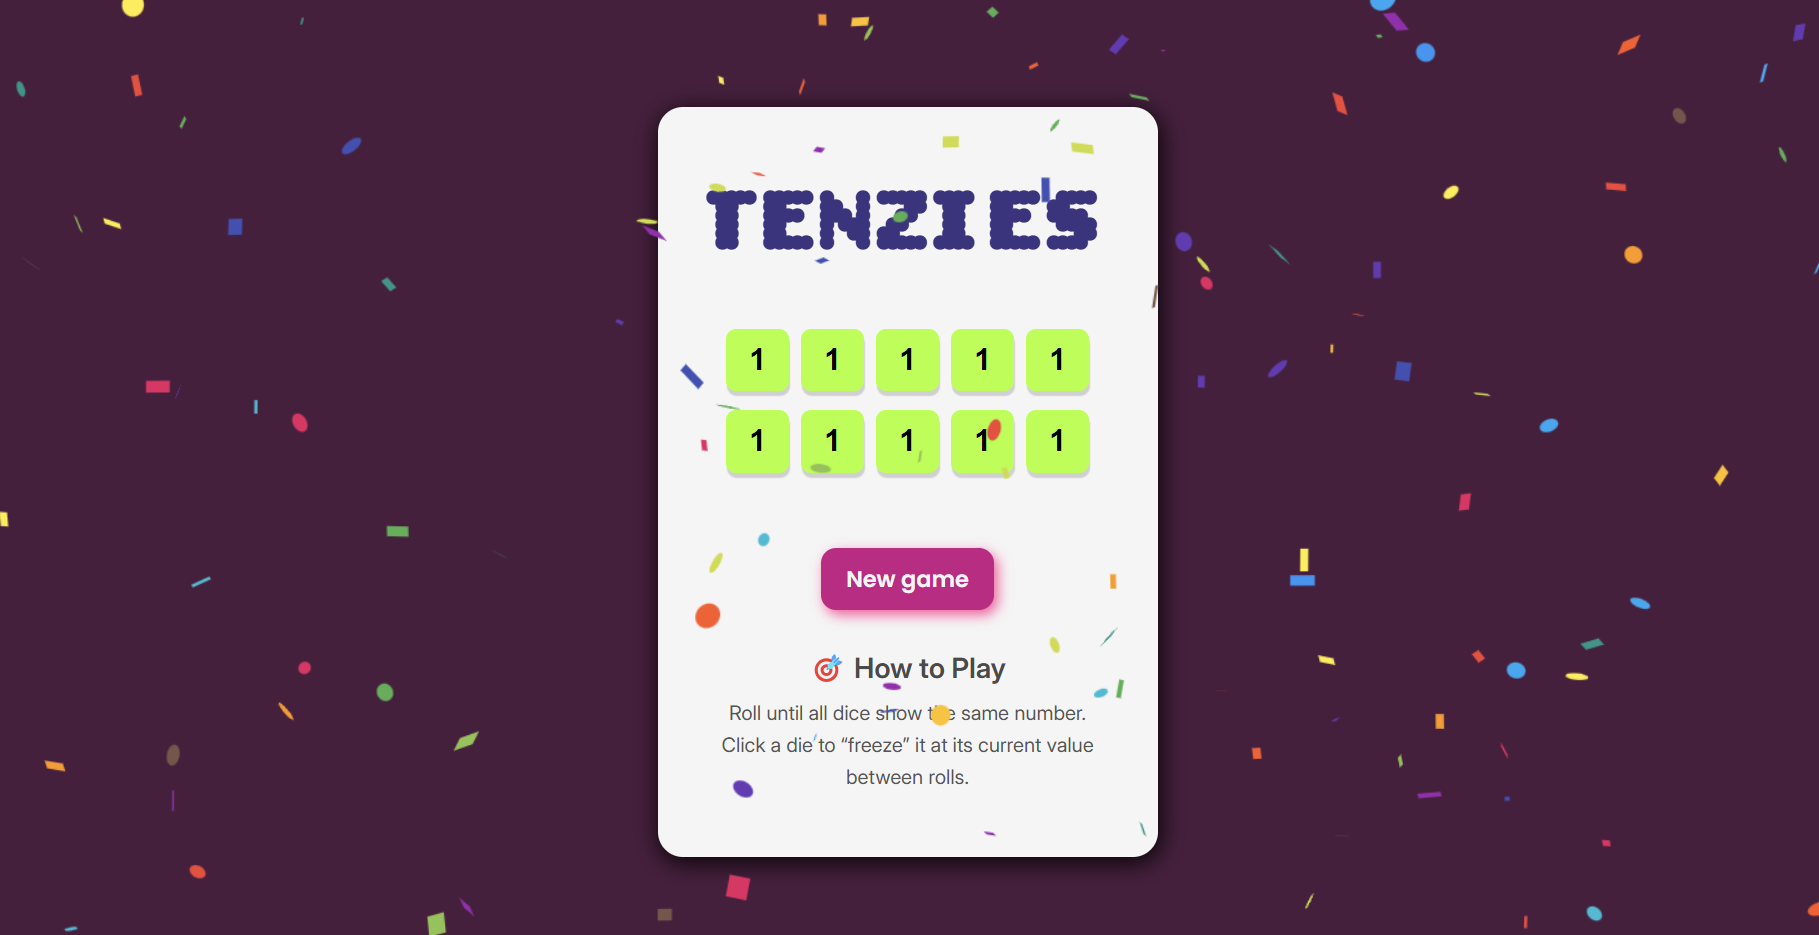 TENZIES
1 1 1 1 1
1 1 1 1 1
New game
🎯 How to Play
Roll until all dice show the same number.
Click a die to “freeze” it at its current value
between rolls.